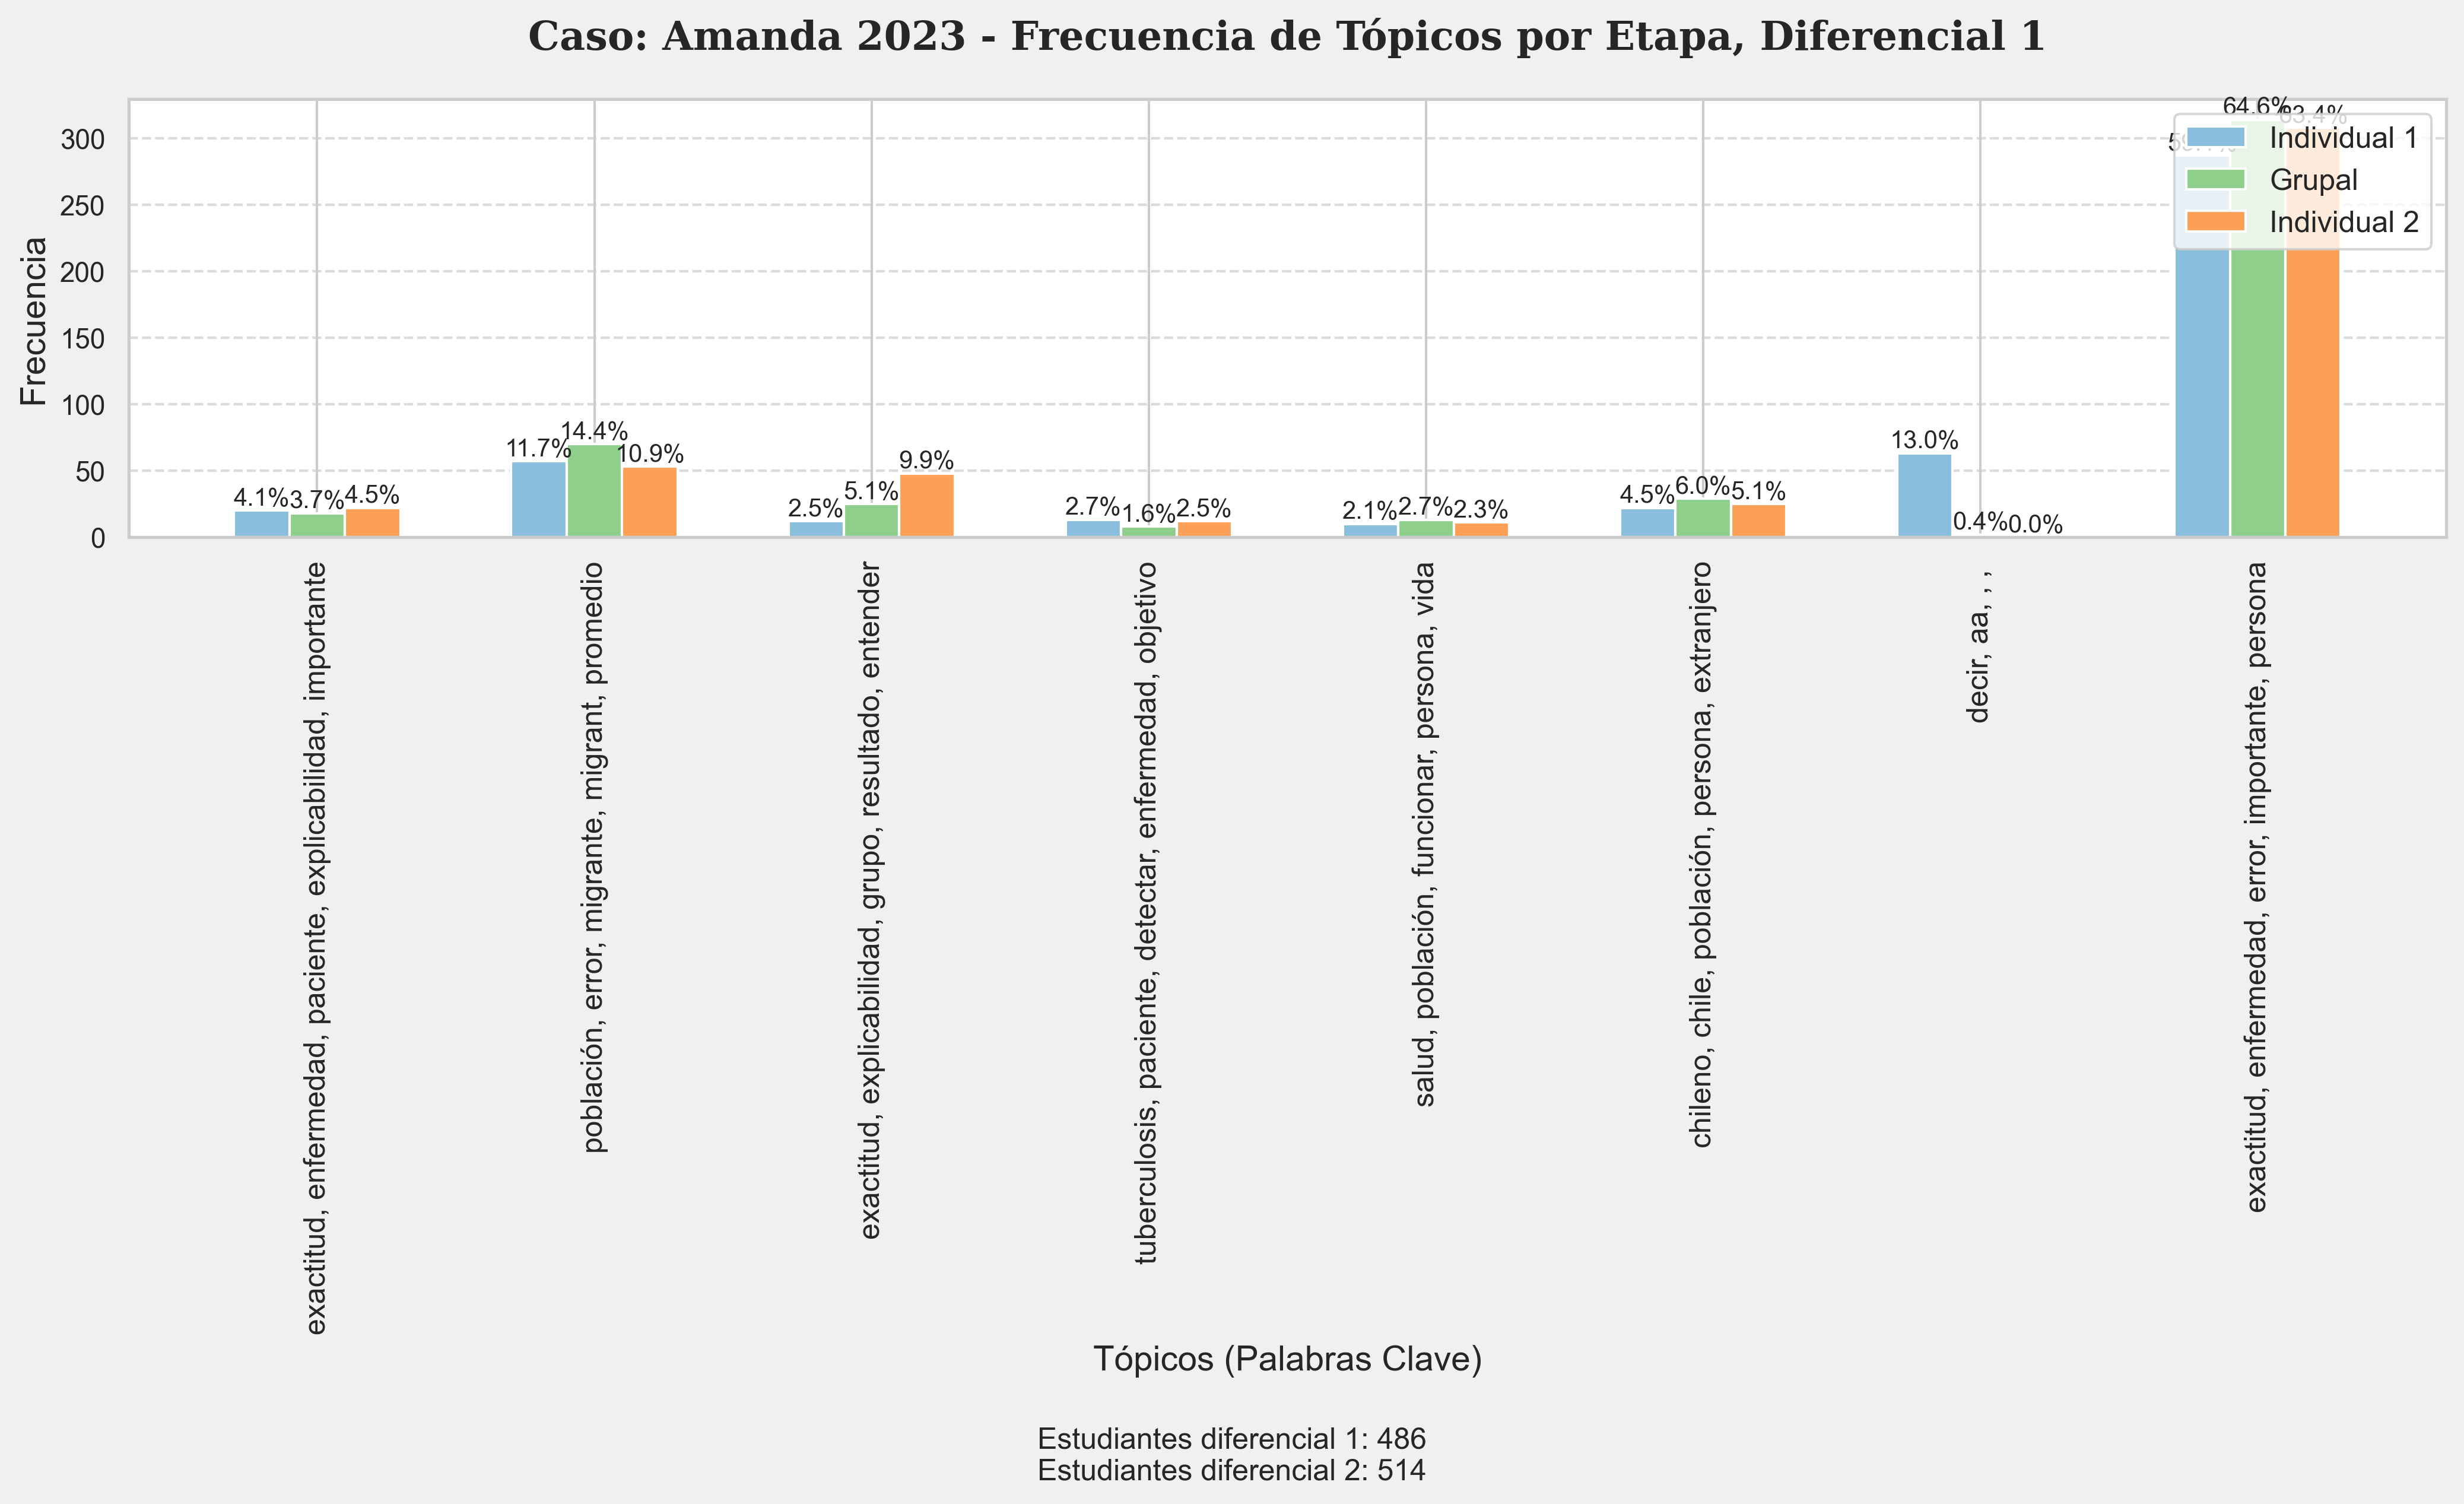 Caso: Amanda 2023 - Frecuencia de Tópicos por Etapa, Diferencial 1
Frecuencia
300
250
200
150
100
50
0
4.1%
3.7%
4.5%
11.7%
14.4%
10.9%
2.5%
5.1%
9.9%
2.7%
1.6%
2.5%
2.1%
2.7%
2.3%
4.5%
6.0%
5.1%
13.0%
0.4%
0.0%
64.6%
63.4%
Individual 1
Grupal
Individual 2
exactitud, enfermedad, paciente, explicabilidad, importante
población, error, migrante, migrant, promedio
exactitud, explicabilidad, grupo, resultado, entender
tuberculosis, paciente, detectar, enfermedad, objetivo
salud, población, funcionar, persona, vida
chileno, chile, población, persona, extranjero
decir, aa, , ,
exactitud, enfermedad, error, importante, persona
Tópicos (Palabras Clave)
Estudiantes diferencial 1: 486
Estudiantes diferencial 2: 514